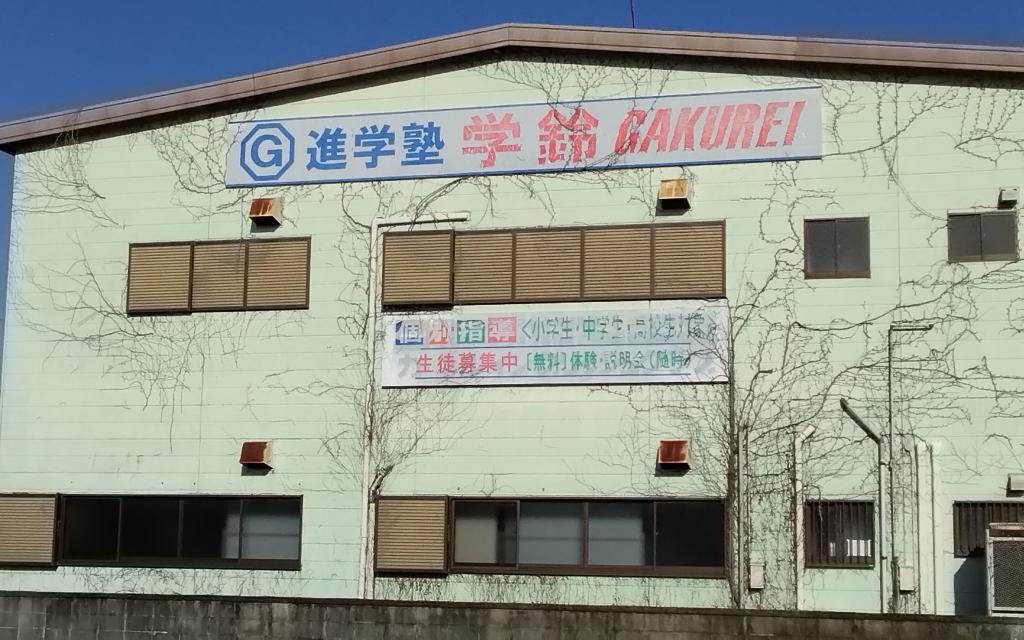 G 進学塾 学鈴 GAKUREI
個別指導 <小学生・中学生・高校生対象>
生徒募集中 [無料]体験・説明会(随時)